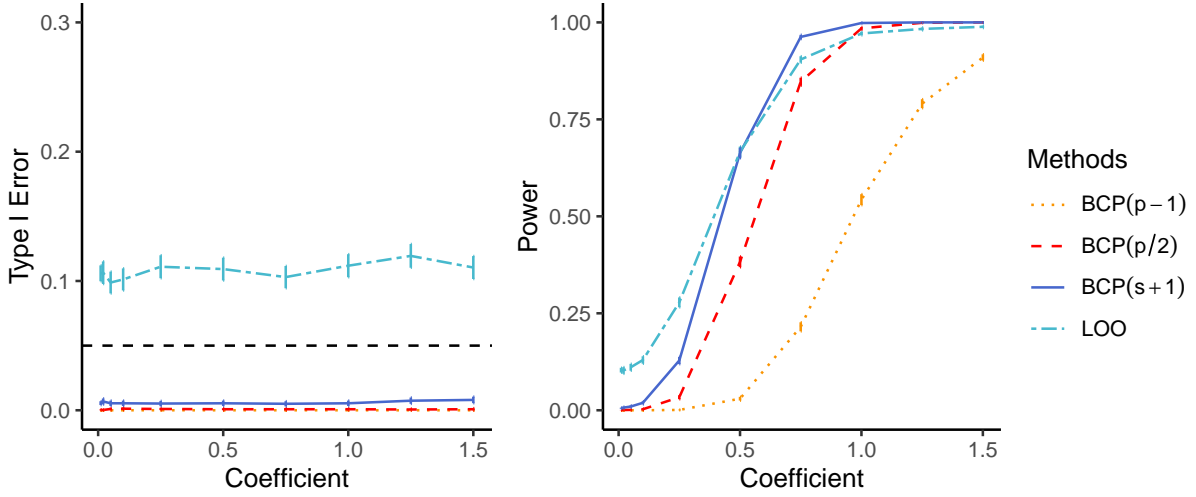 Type I Error
0.3
0.2
0.1
0.0
0.0 0.5 1.0 1.5
Coefficient
Power
1.00
0.75
0.50
0.25
0.00
0.0 0.5 1.0 1.5
Coefficient
Methods
BCP(p−1)
BCP(p/2)
BCP(s+1)
LOO